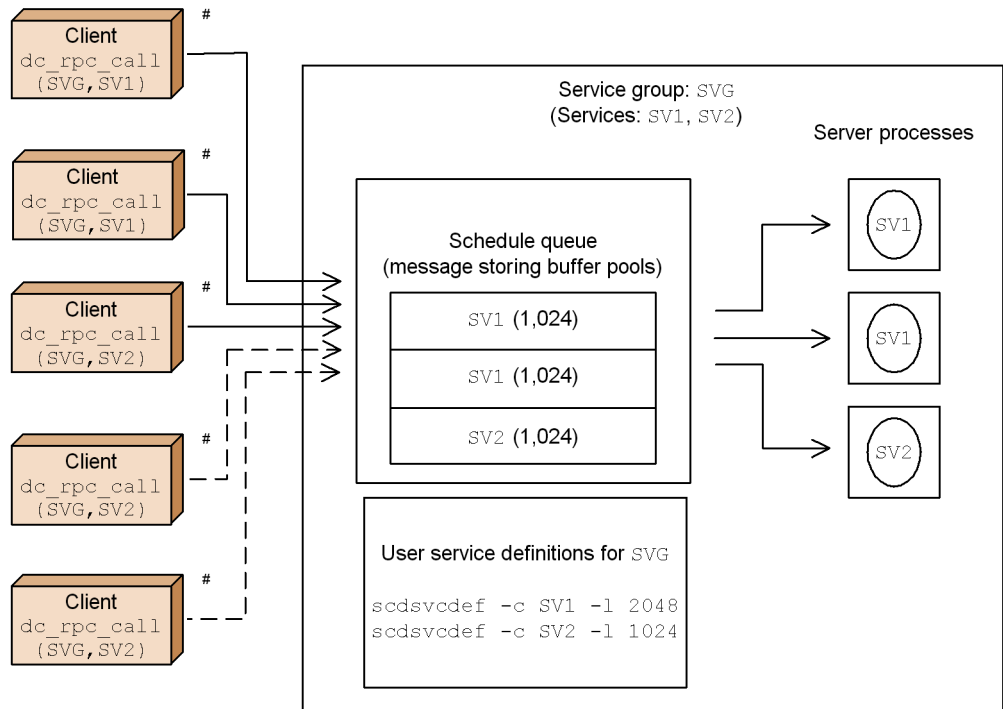 #
Client
dc_rpc_call
(SVG,SV1)
#
Client
dc_rpc_call
(SVG,SV1)
#
Client
dc_rpc_call
(SVG,SV2)
#
Client
dc_rpc_call
(SVG,SV2)
#
Client
dc_rpc_call
(SVG,SV2)
Service group: SVG
(Services: SV1, SV2)
Server processes
Schedule queue
(message storing buffer pools)
SV1 (1,024)
SV1 (1,024)
SV2 (1,024)
SV1
SV1
SV2
User service definitions for SVG
scdsvcdef -c SV1 -l 2048
scdsvcdef -c SV2 -l 1024